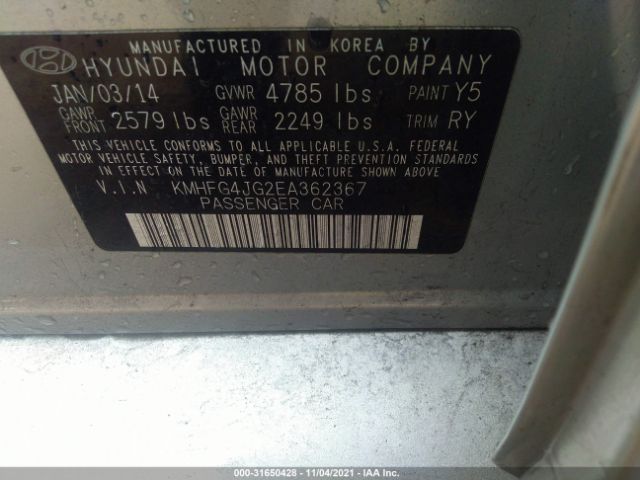 MANUFACTURED IN KOREA BY
HYUNDAI MOTOR COMPANY
JAN/03/14 GVWR 4785 lbs PAINT Y5
GAWR FRONT 2579 lbs GAWR REAR 2249 lbs TRIM RY
THIS VEHICLE CONFORMS TO ALL APPLICABLE U.S.A. FEDERAL
MOTOR VEHICLE SAFETY, BUMPER, AND THEFT PREVENTION STANDARDS
IN EFFECT ON THE DATE OF MANUFACTURE SHOWN ABOVE.
V.I.N KMHFG4JG2EA362367
PASSENGER CAR
000-31650428 - 11/04/2021 - IAA Inc.